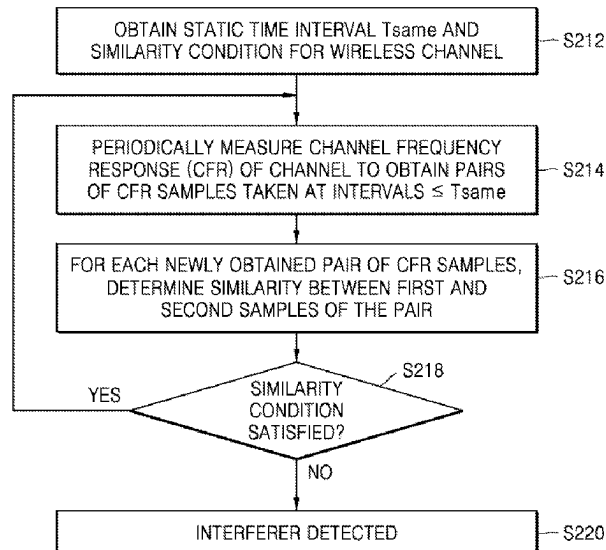 OBTAIN STATIC TIME INTERVAL Tsame AND
SIMILARITY CONDITION FOR WIRELESS CHANNEL
S212
PERIODICALLY MEASURE CHANNEL FREQUENCY
RESPONSE (CFR) OF CHANNEL TO OBTAIN PAIRS
OF CFR SAMPLES TAKEN AT INTERVALS ≤ Tsame
S214
FOR EACH NEWLY OBTAINED PAIR OF CFR SAMPLES,
DETERMINE SIMILARITY BETWEEN FIRST AND
SECOND SAMPLES OF THE PAIR
S216
S218
YES
SIMILARITY
CONDITION
SATISFIED?
NO
INTERFERER DETECTED
S220